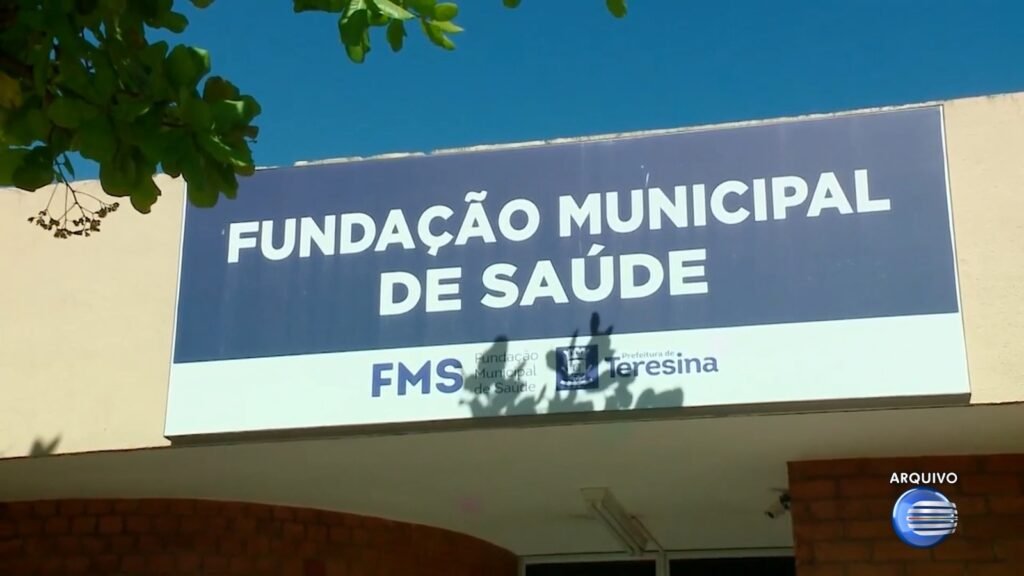 FUNDAÇÃO MUNICIPAL
DE SAÚDE
FMS
Fundação
Municipal
de Saúde
Prefeitura de
Teresina
ARQUIVO